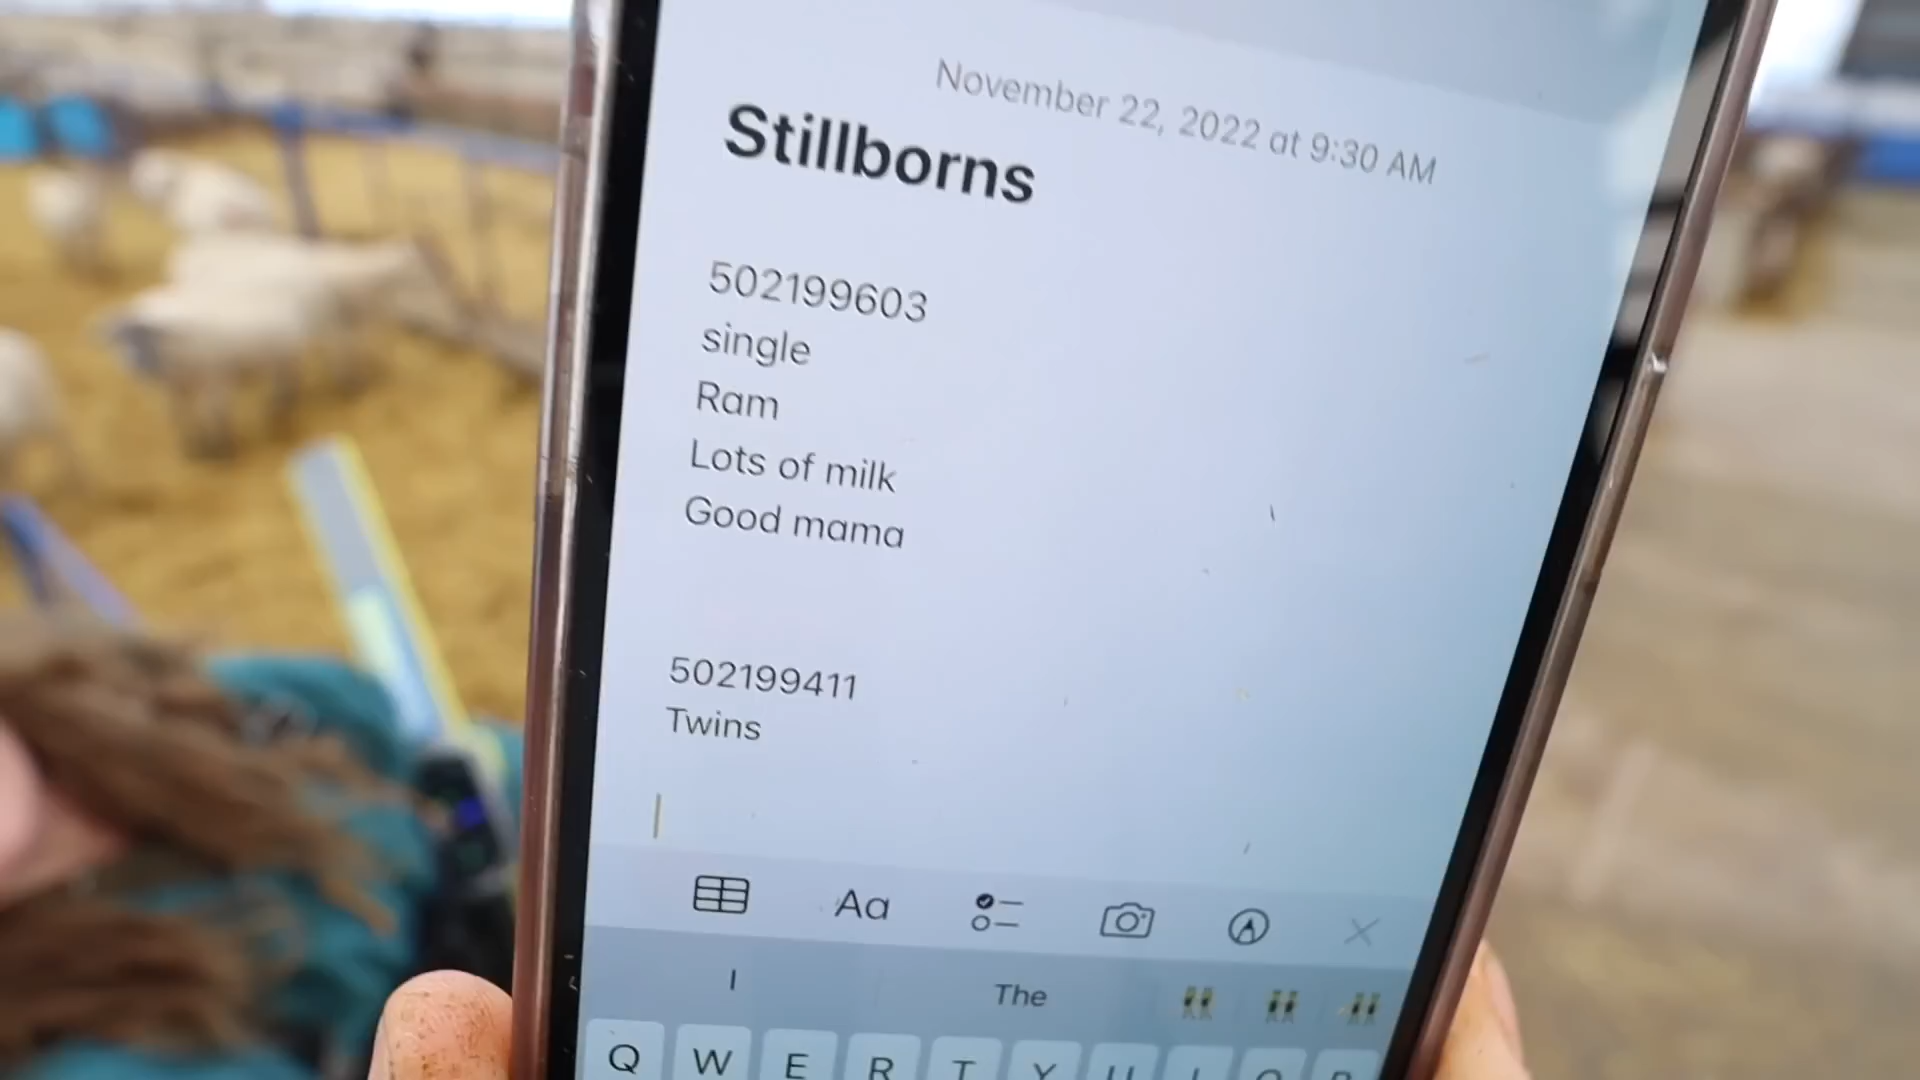 November 22, 2022 at 9:30 AM
Stillborns
502199603
single
Ram
Lots of milk
Good mama
502199411
Twins
Aa
I
The
Q W E R T Y U I O P